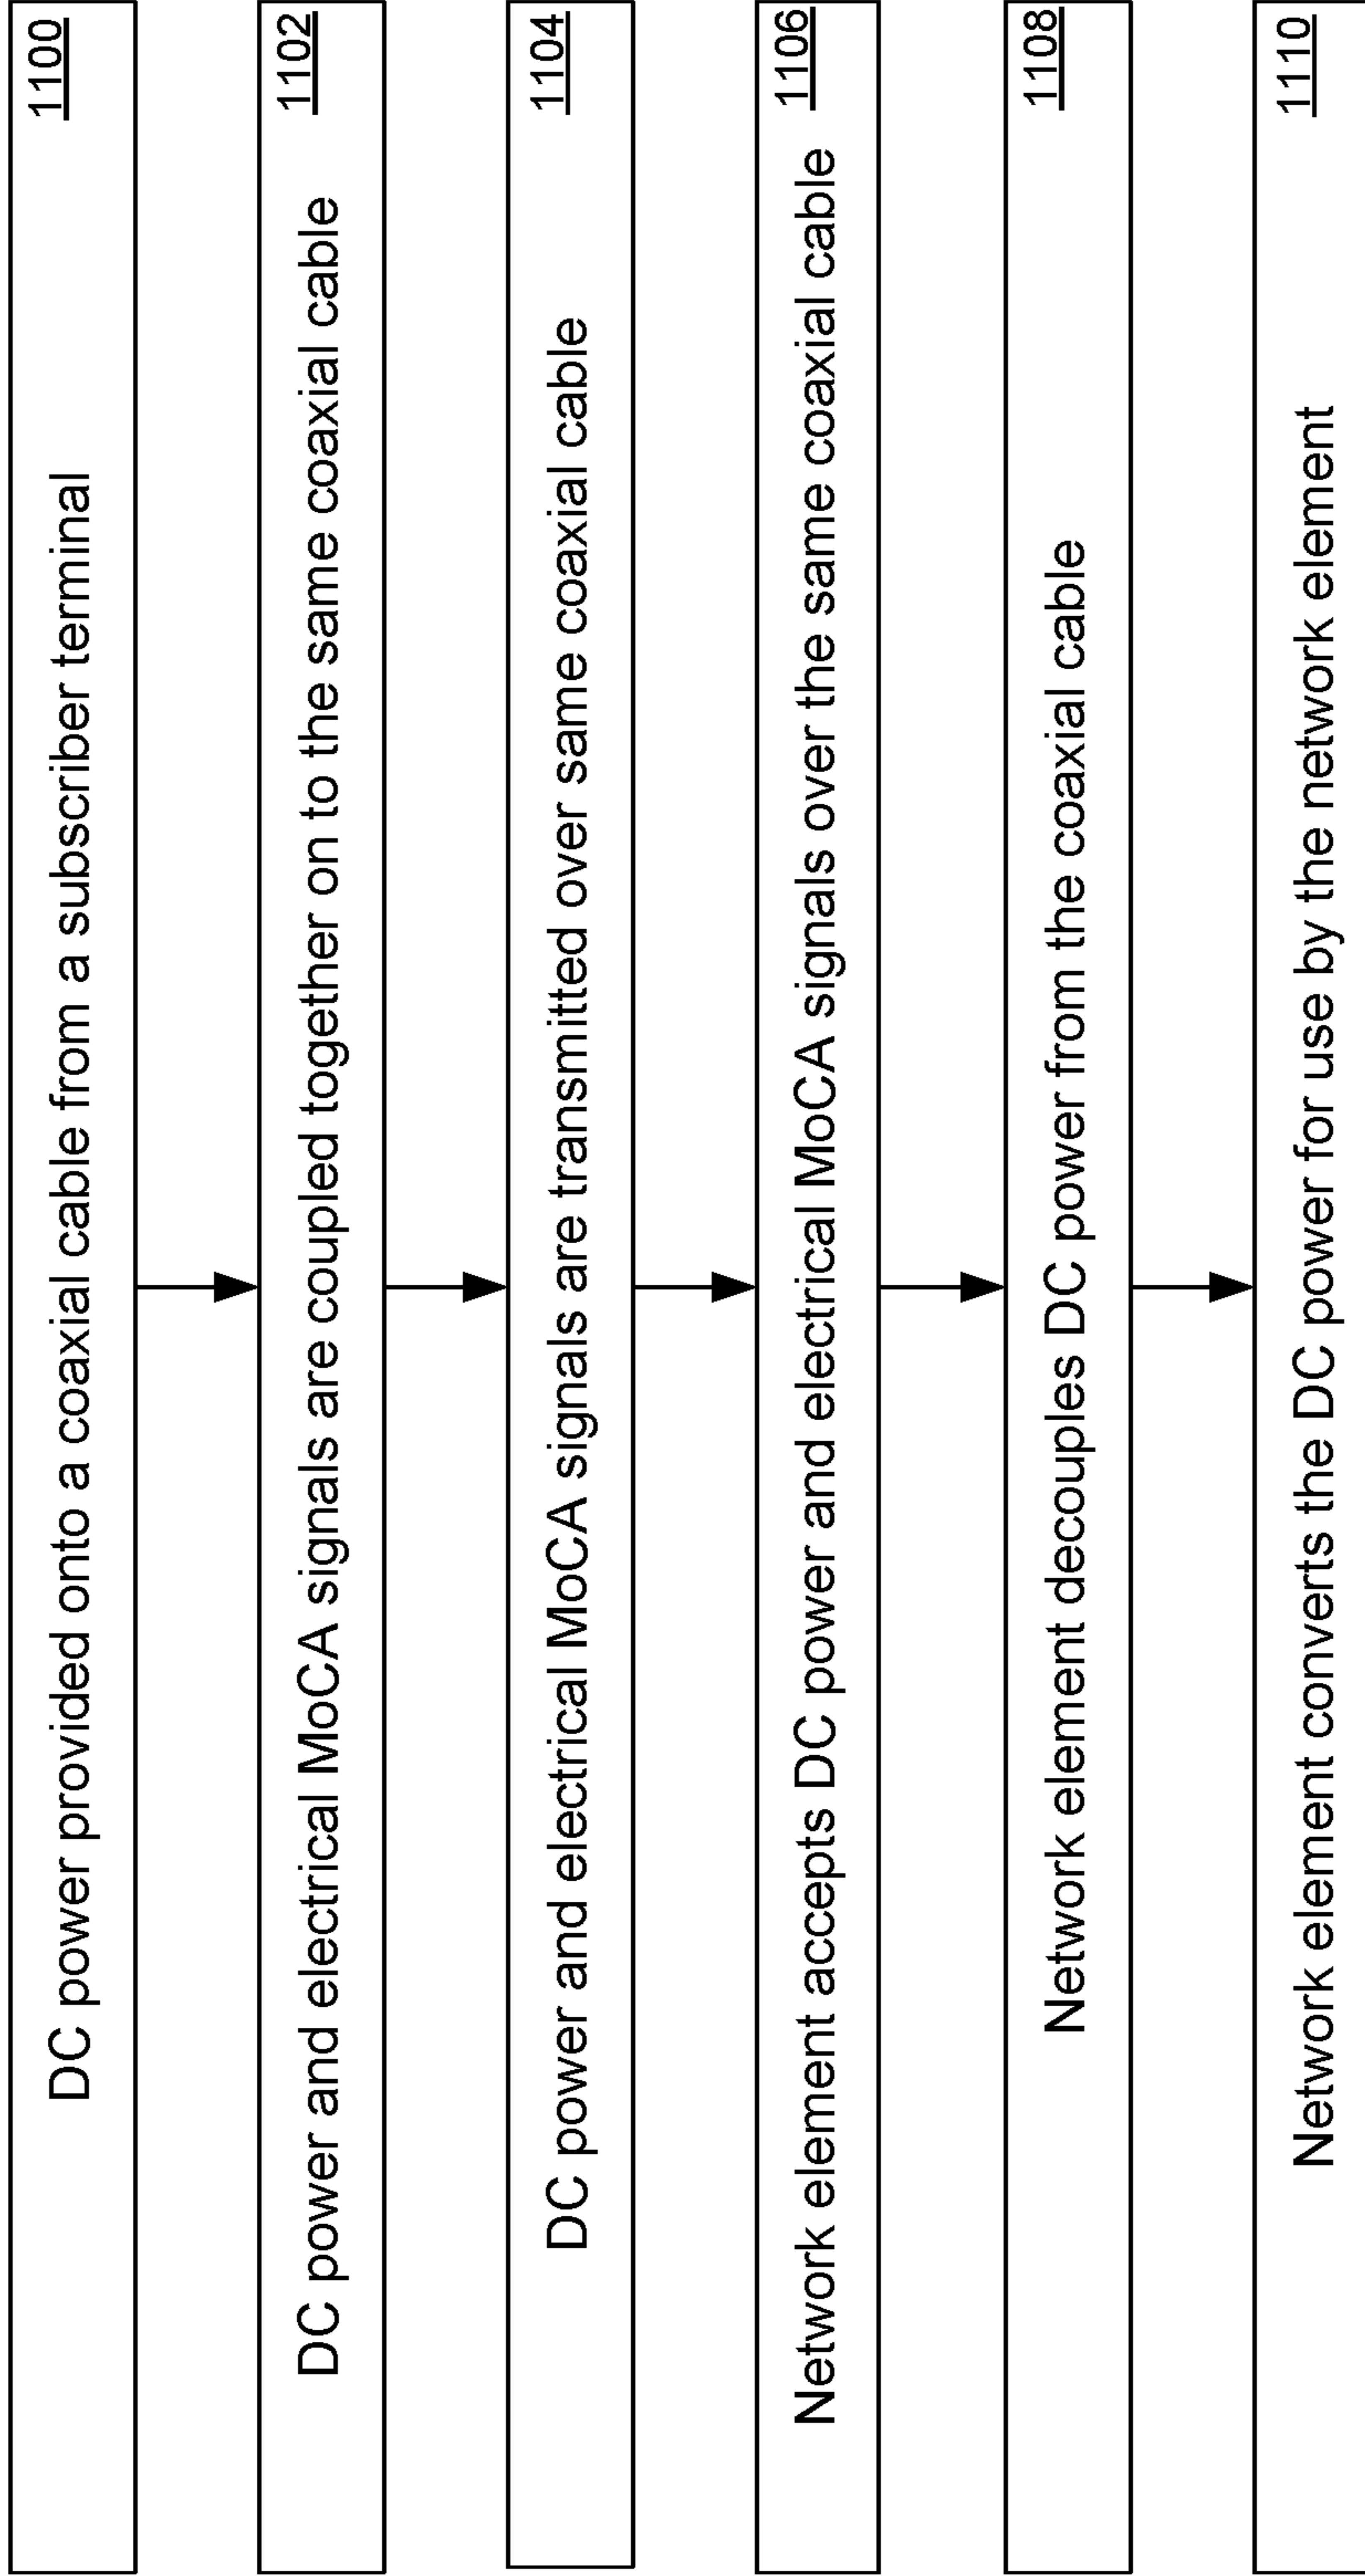 1100
DC power provided onto a coaxial cable from a subscriber terminal
1102
DC power and electrical MoCA signals are coupled together on to the same coaxial cable
1104
DC power and electrical MoCA signals are transmitted over same coaxial cable
1106
Network element accepts DC power and electrical MoCA signals over the same coaxial cable
1108
Network element decouples DC power from the coaxial cable
1110
Network element converts the DC power for use by the network element